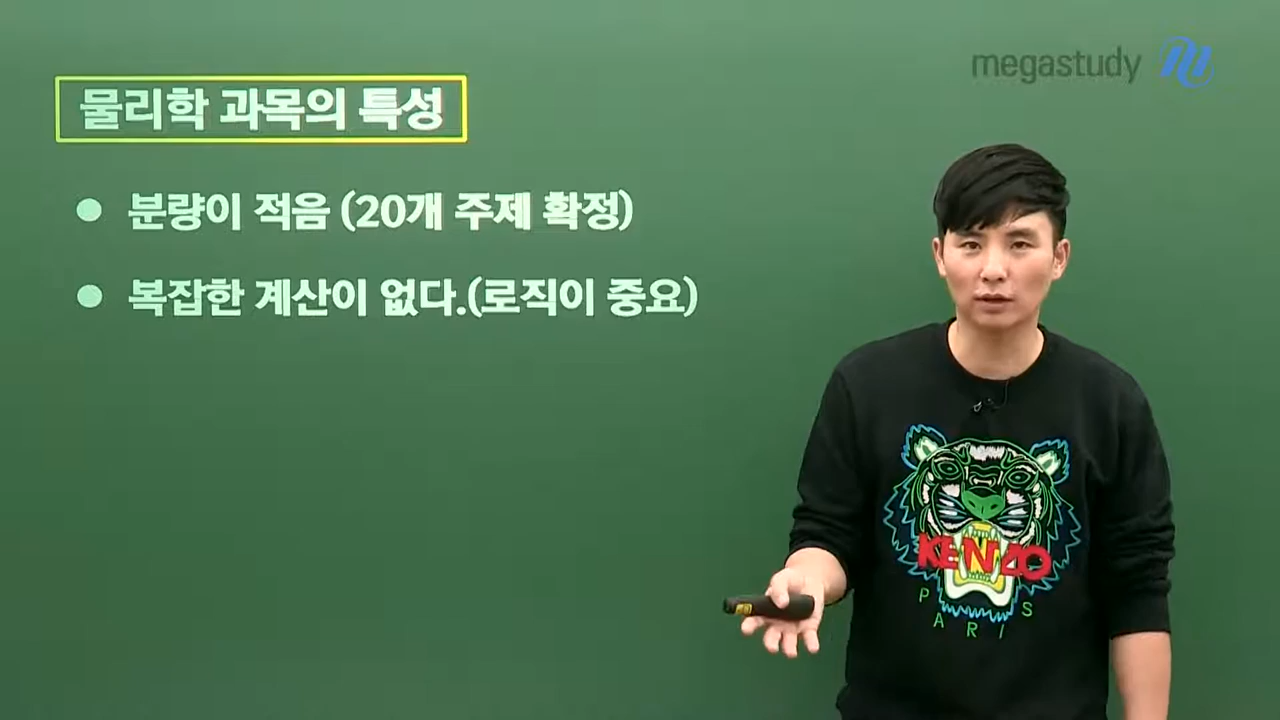 megastudy
물리학 과목의 특성
● 분량이 적음 (20개 주제 확정)
● 복잡한 계산이 없다.(로직이 중요)
KENZO
PARIS